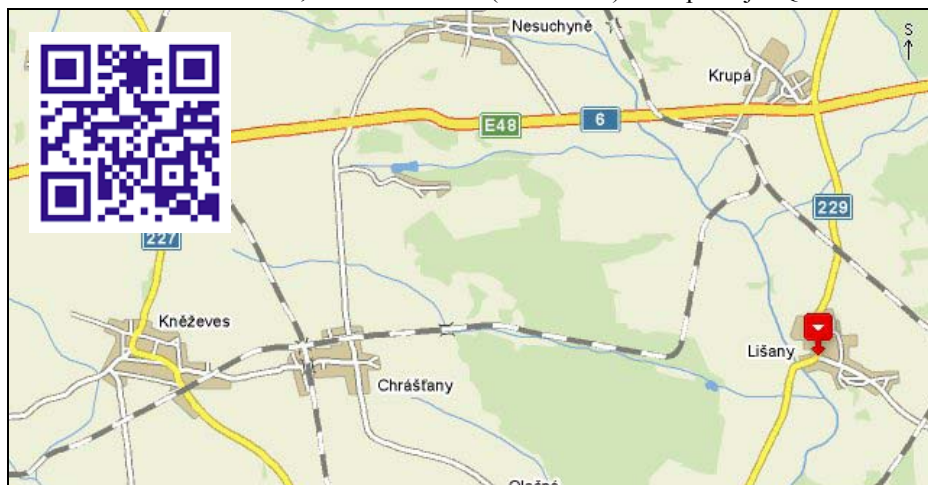 Nesuchyně
S
Krupá
E48
6
229
227
Kněževes
Lišany
Chrášťany